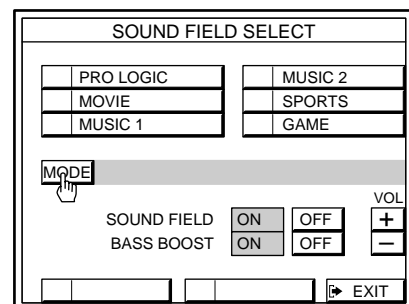 SOUND FIELD SELECT
PRO LOGIC MUSIC 2
MOVIE SPORTS
MUSIC 1 GAME
MODE
VOL
SOUND FIELD ON OFF +
BASS BOOST ON OFF −
EXIT